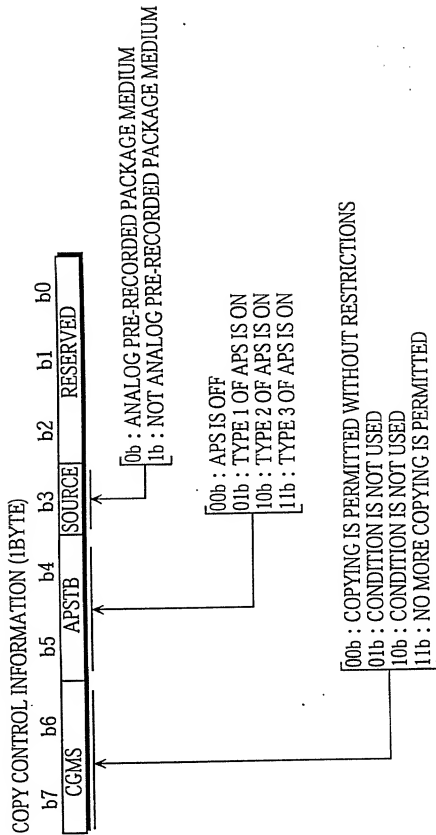 COPY CONTROL INFORMATION (1BYTE)
b7 b6 b5 b4 b3 b2 b1 b0
CGMS APSTB SOURCE RESERVED
0b : ANALOG PRE-RECORDED PACKAGE MEDIUM
1b : NOT ANALOG PRE-RECORDED PACKAGE MEDIUM
00b : APS IS OFF
01b : TYPE 1 OF APS IS ON
10b : TYPE 2 OF APS IS ON
11b : TYPE 3 OF APS IS ON
00b : COPYING IS PERMITTED WITHOUT RESTRICTIONS
01b : CONDITION IS NOT USED
10b : CONDITION IS NOT USED
11b : NO MORE COPYING IS PERMITTED